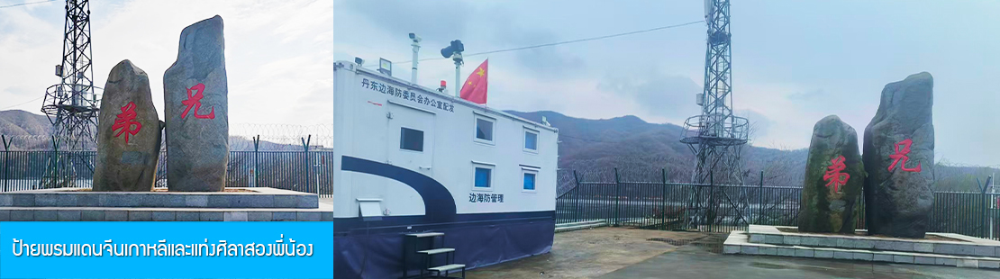 弟
兄
ป้ายพรมแดนจีนเกาหลีและแท่งศิลาสองพี่น้อง
丹东边海防委员会办公室配发
边海防管理
弟
兄